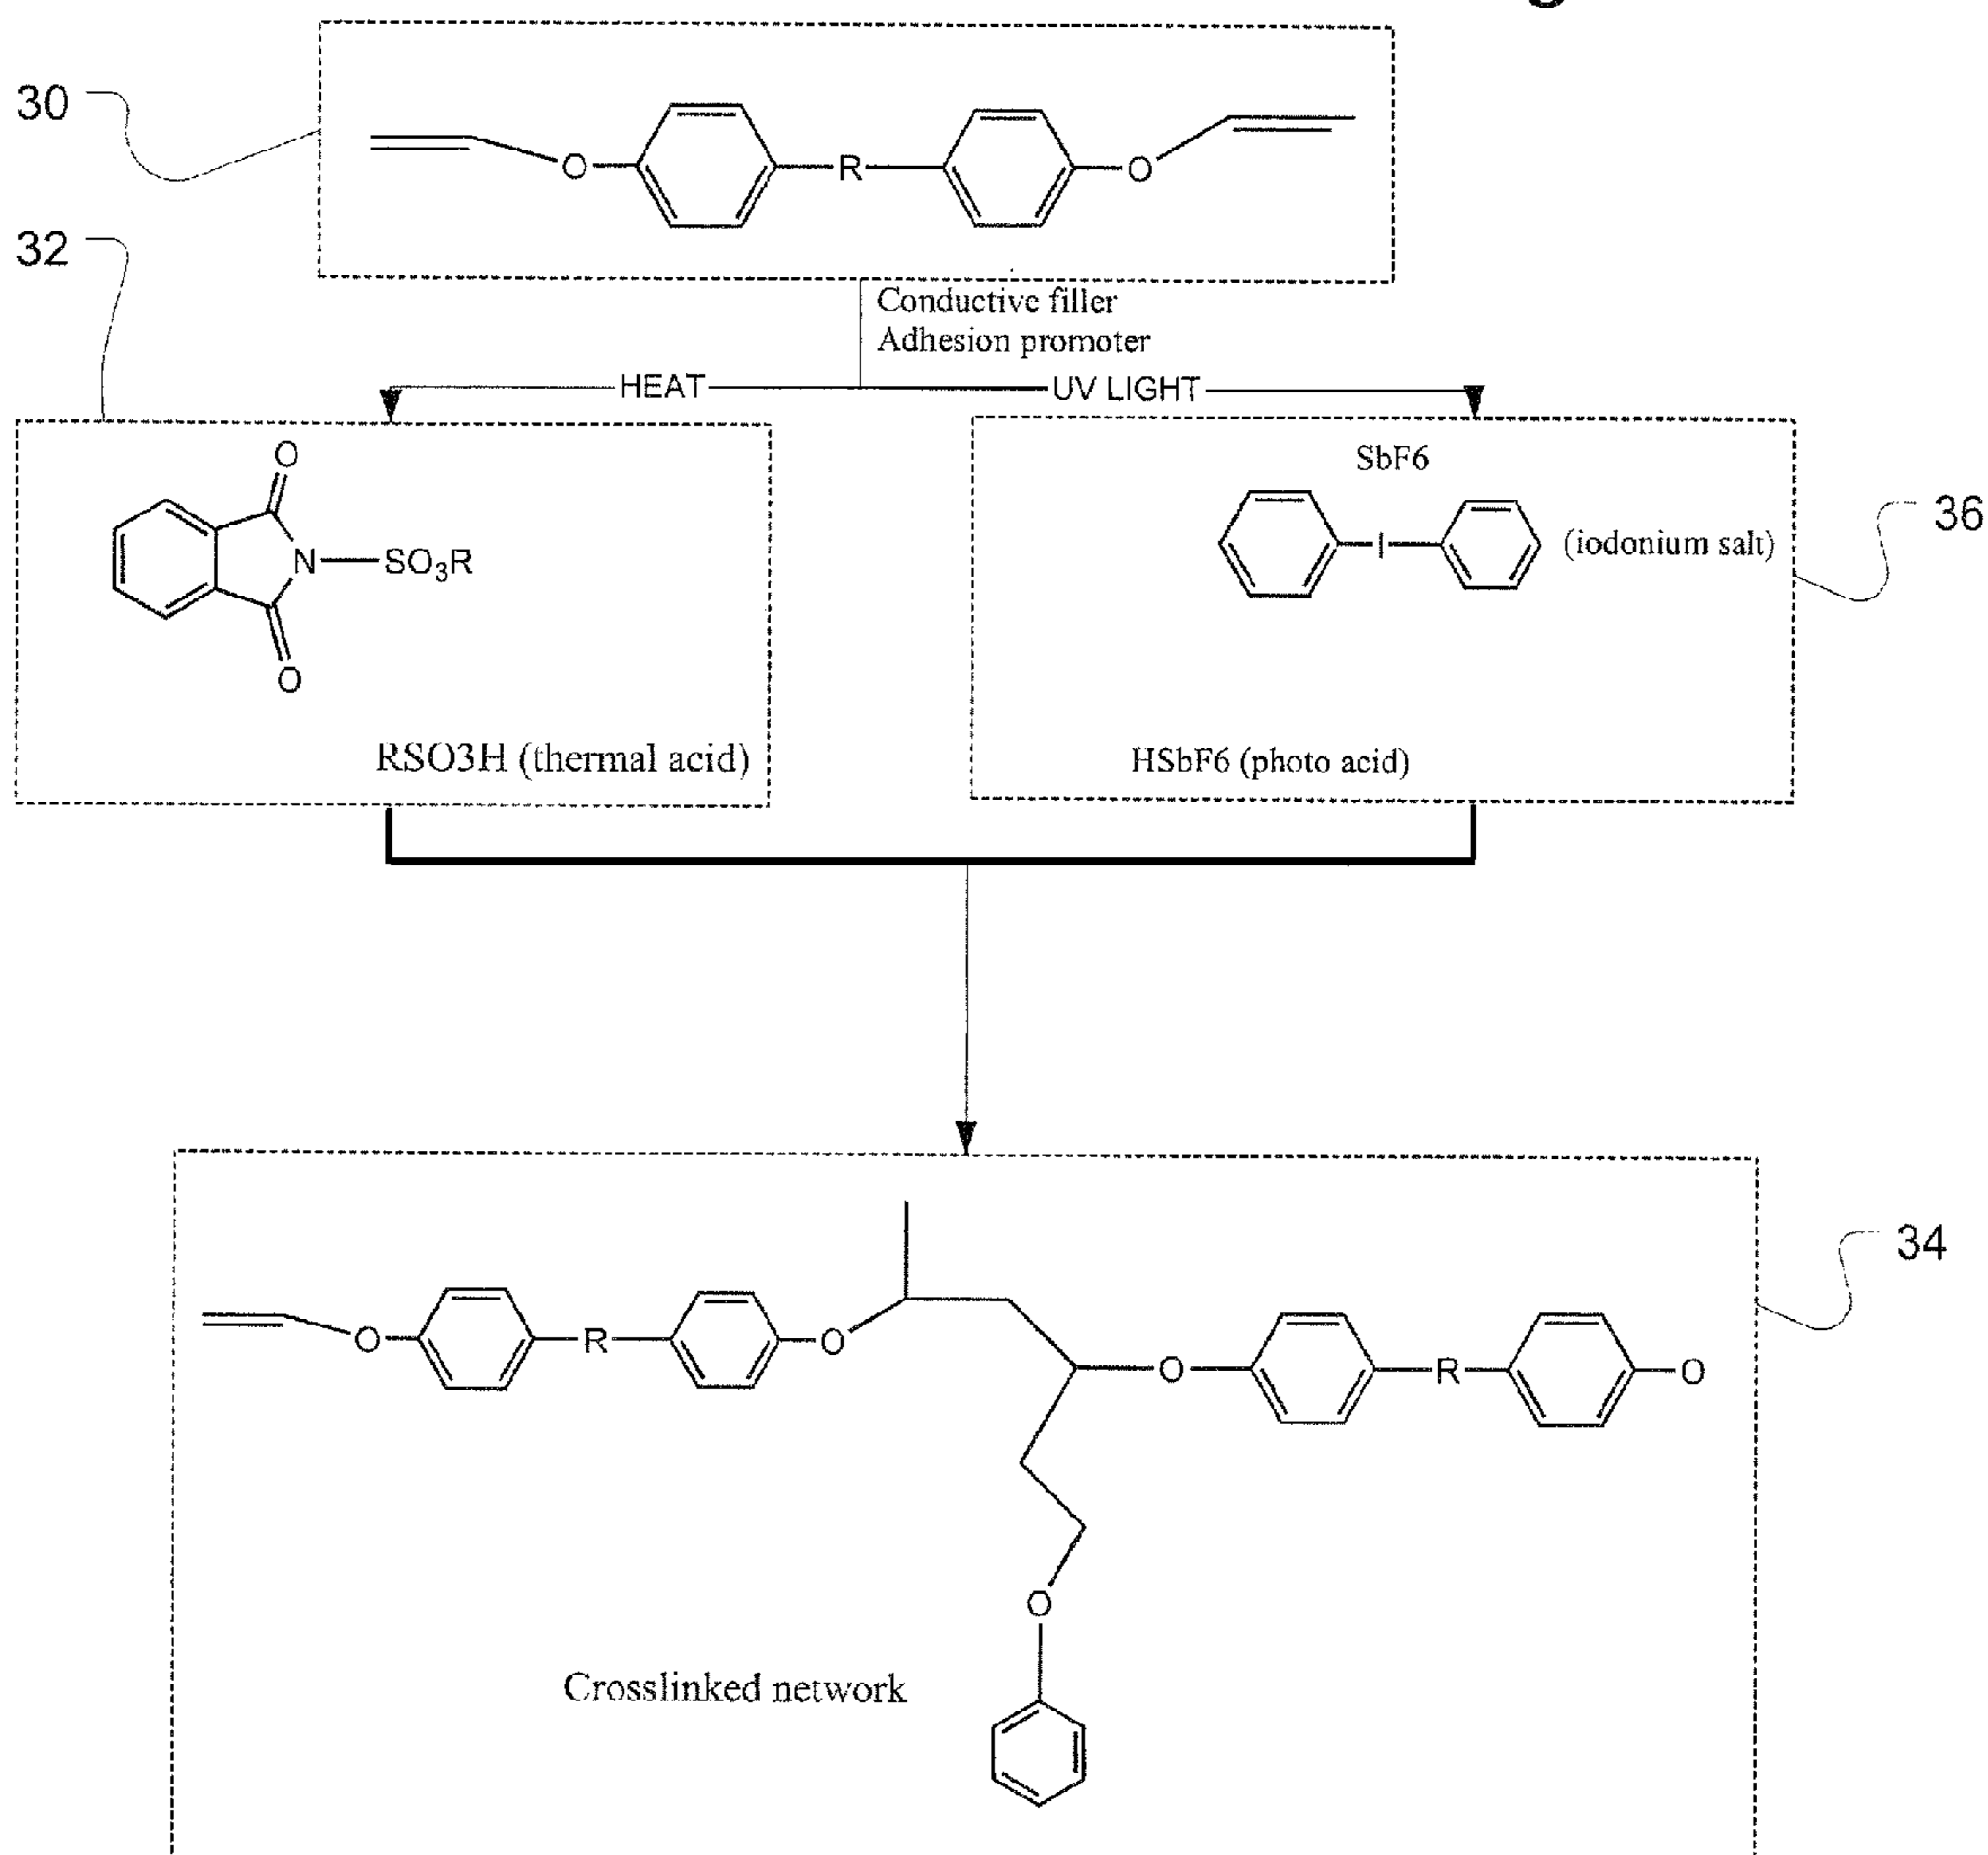 30
O
R
O
32
Conductive filler
Adhesion promoter
HEAT
UV LIGHT
O
N
SO3R
O
RSO3H (thermal acid)
SbF6
I
(iodonium salt)
HSbF6 (photo acid)
36
34
O
R
O
O
R
O
O
Crosslinked network